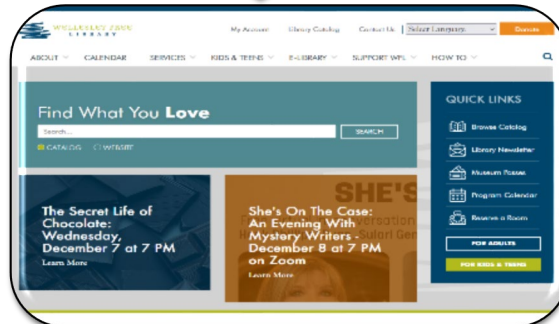 WELLESLEY FREE
LIBRARY
My Account Library Catalog Contact Us Select Language Donate
ABOUT CALENDAR SERVICES KIDS & TEENS E-LIBRARY SUPPORT WFL HOW TO
Find What You Love
Search...
SEARCH
CATALOG WEBSITE
QUICK LINKS
Browse Catalog
Library Newsletter
Museum Passes
Program Calendar
Reserve a Room
FOR ADULTS
FOR KIDS & TEENS
The Secret Life of
Chocolate:
Wednesday,
December 7 at 7 PM
Learn More
SHE'S
She's On The Case:
An Evening With
Mystery Writers -
December 8 at 7 PM
on Zoom
Learn More
Sulari Gen